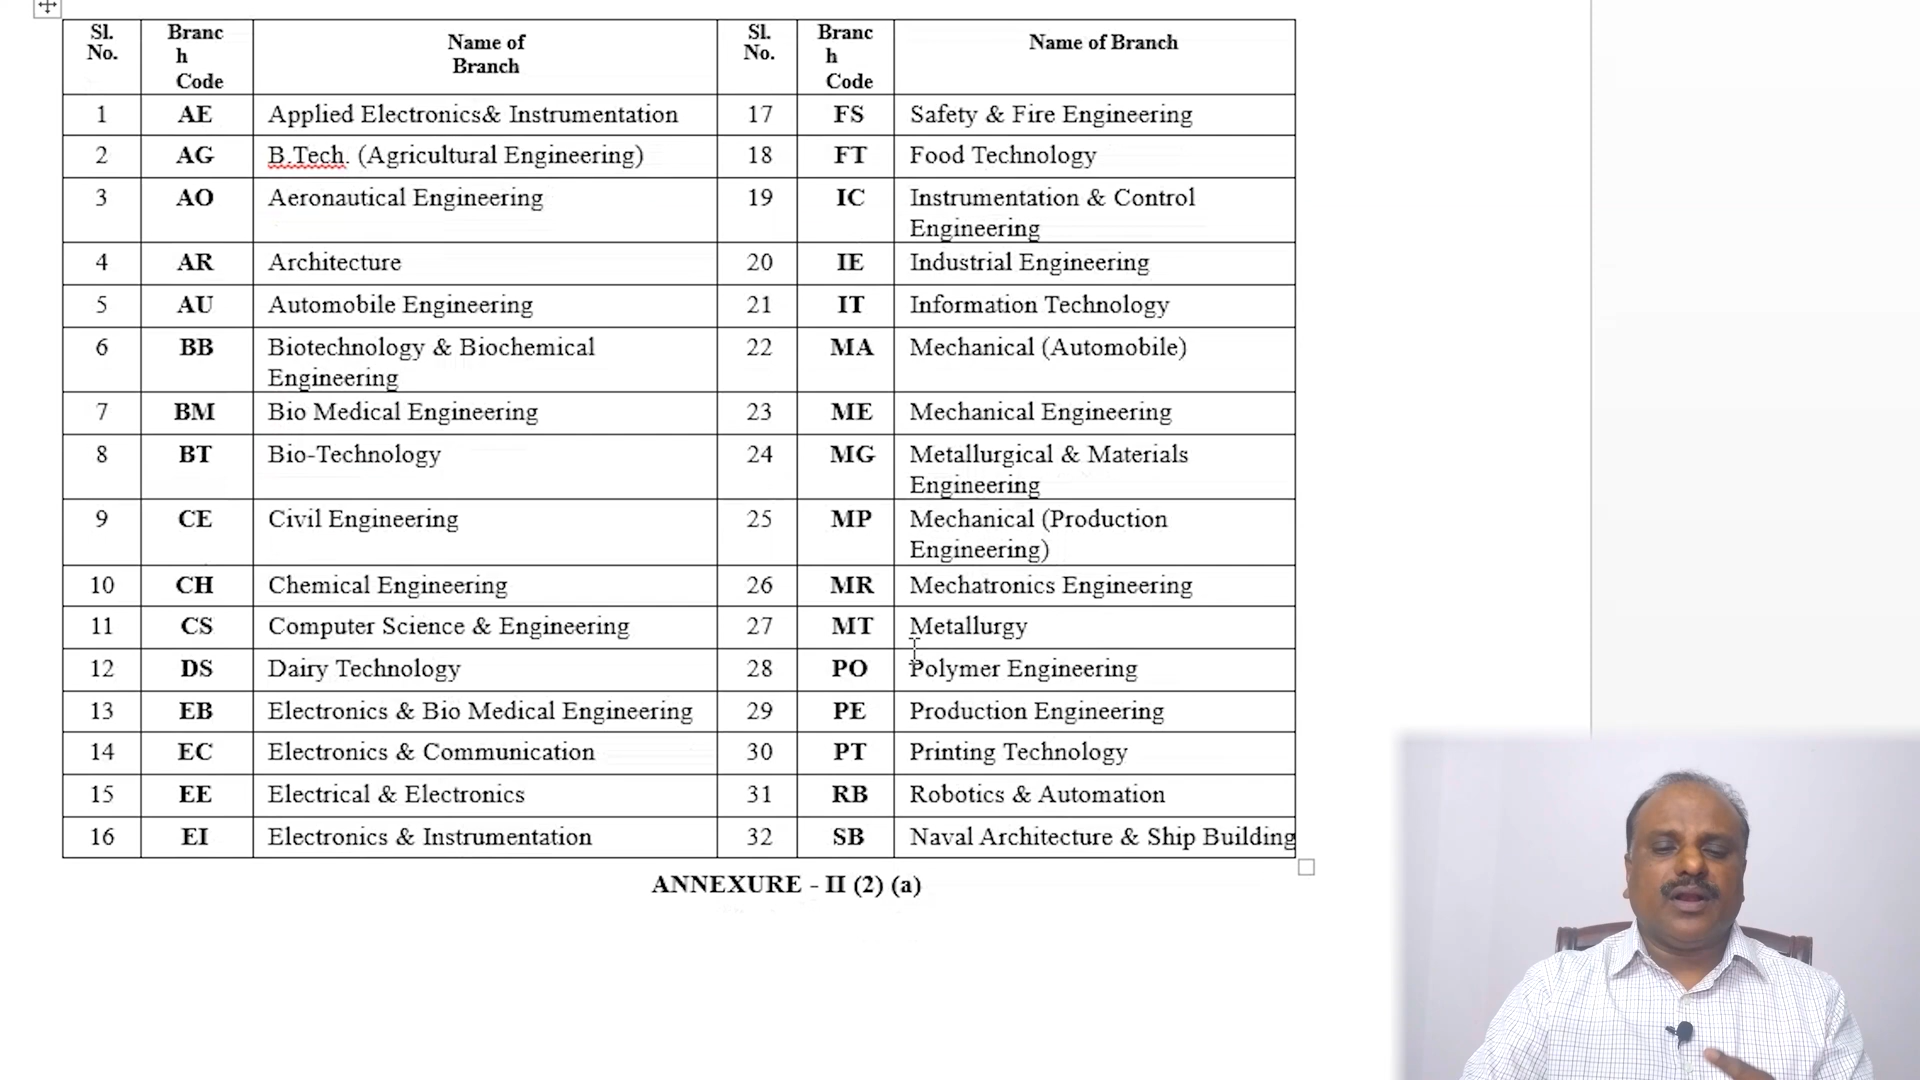 Sl. No. Branc h Code Name of Branch Sl. No. Branc h Code Name of Branch
1 AE Applied Electronics& Instrumentation 17 FS Safety & Fire Engineering
2 AG B.Tech. (Agricultural Engineering) 18 FT Food Technology
3 AO Aeronautical Engineering 19 IC Instrumentation & Control Engineering
4 AR Architecture 20 IE Industrial Engineering
5 AU Automobile Engineering 21 IT Information Technology
6 BB Biotechnology & Biochemical Engineering 22 MA Mechanical (Automobile)
7 BM Bio Medical Engineering 23 ME Mechanical Engineering
8 BT Bio-Technology 24 MG Metallurgical & Materials Engineering
9 CE Civil Engineering 25 MP Mechanical (Production Engineering)
10 CH Chemical Engineering 26 MR Mechatronics Engineering
11 CS Computer Science & Engineering 27 MT Metallurgy
12 DS Dairy Technology 28 PO Polymer Engineering
13 EB Electronics & Bio Medical Engineering 29 PE Production Engineering
14 EC Electronics & Communication 30 PT Printing Technology
15 EE Electrical & Electronics 31 RB Robotics & Automation
16 EI Electronics & Instrumentation 32 SB Naval Architecture & Ship Building
ANNEXURE - II (2) (a)